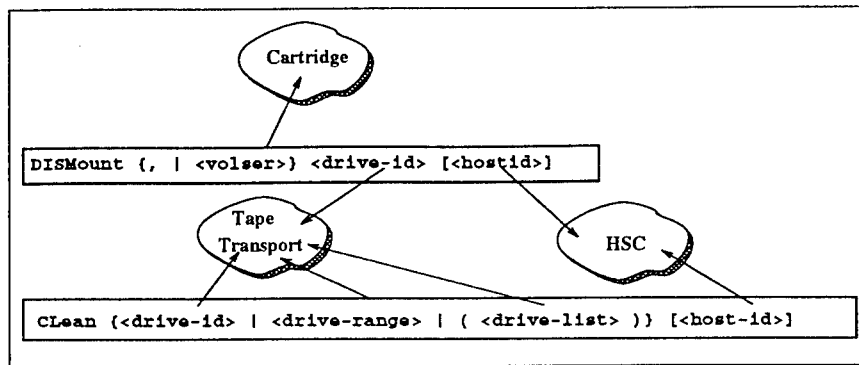 Cartridge
DISMount {, | <volser>} <drive-id> [<hostid>]
Tape
Transport
HSC
CLean {<drive-id> | <drive-range> | ( <drive-list> )} [<host-id>]